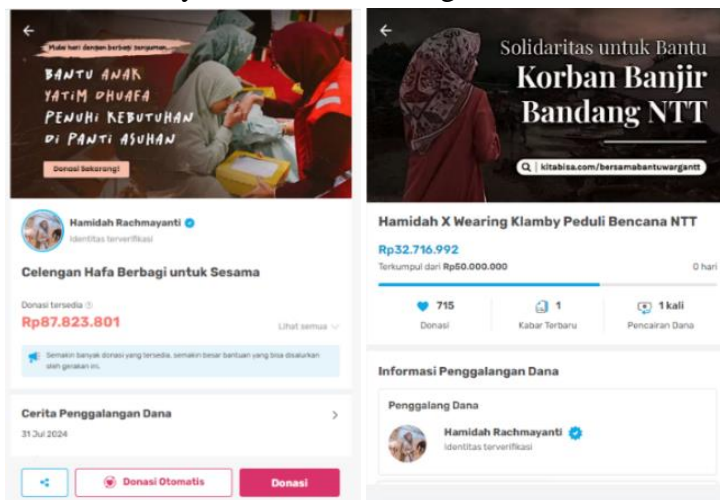 Mulai hari dengan berbagi senyuman
BANTU ANAK
YATIM DHUAFA
PENUHI KEBUTUHAN
DI PANTI ASUHAN
Donasi Sekarang!
Hamidah Rachmayanti
Identitas terverifikasi
Celengan Hafa Berbagi untuk Sesama
Donasi tersedia
Rp87.823.801
Lihat semua
Semakin banyak donasi yang tersedia, semakin besar bantuan yang bisa disalurkan
oleh gerakan ini.
Cerita Penggalangan Dana
31 Jul 2024
Donasi Otomatis
Donasi
Solidaritas untuk Bantu
Korban Banjir
Bandang NTT
kitabisa.com/bersamabantuwargantt
Hamidah X Wearing Klamby Peduli Bencana NTT
Rp32.716.992
Terkumpul dari Rp50.000.000
0 hari
715
Donasi
1
Kabar Terbaru
1 kali
Pencairan Dana
Informasi Penggalangan Dana
Penggalang Dana
Hamidah Rachmayanti
Identitas terverifikasi